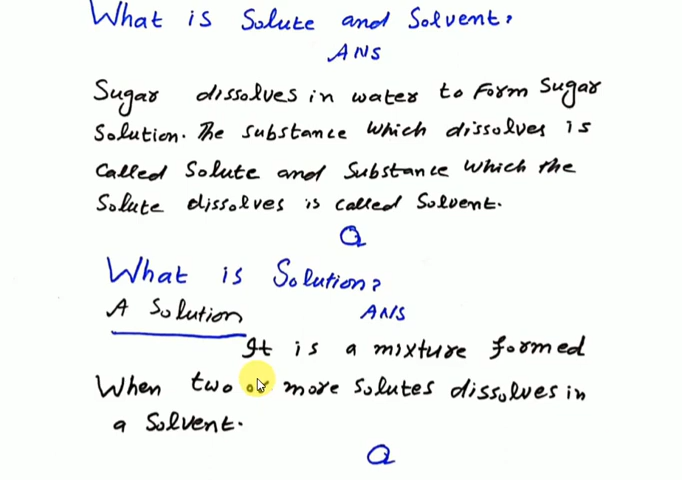 What is Solute and Solvent?
ANS
Sugar dissolves in water to Form Sugar
Solution. The substance which dissolves is
called Solute and Substance which the
Solute dissolves is called Solvent.
Q
What is Solution?
A Solution ANS
It is a mixture formed
When two or more solutes dissolves in
a Solvent.
Q